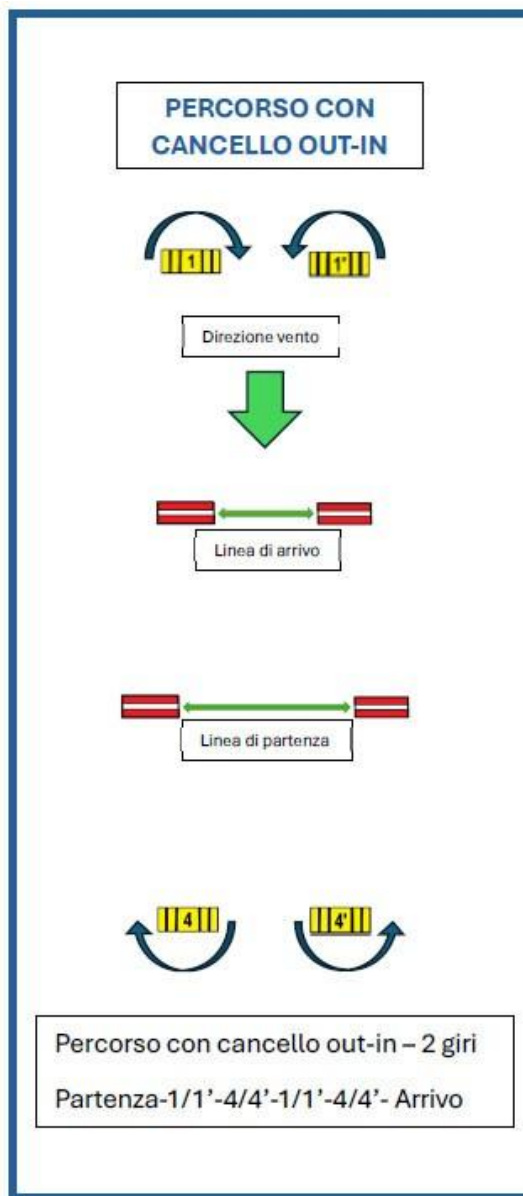 PERCORSO CON
CANCELLO OUT-IN
1
1'
Direzione vento
Linea di arrivo
Linea di partenza
4
4'
Percorso con cancello out-in – 2 giri
Partenza-1/1’-4/4’-1/1’-4/4’- Arrivo